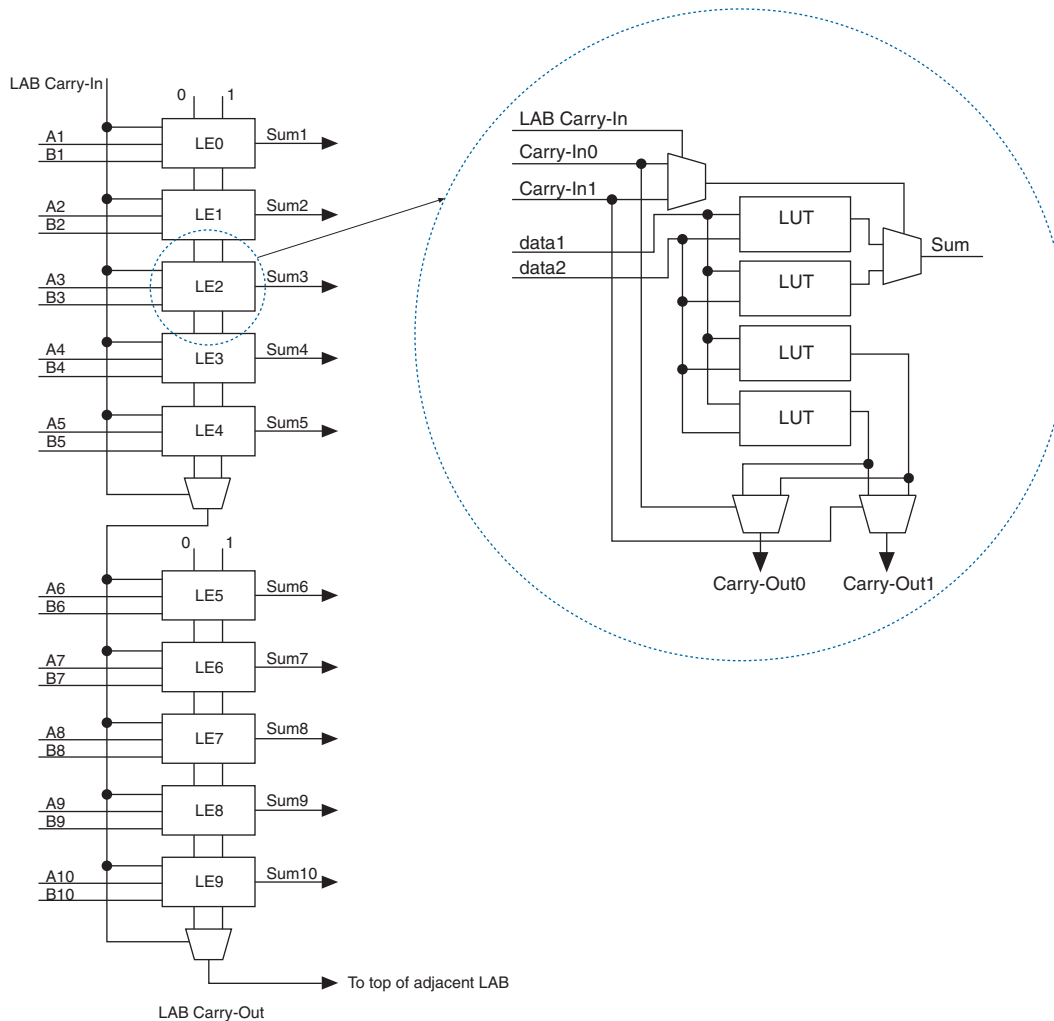 LAB Carry-In
0 1
A1
B1
LE0
Sum1
A2
B2
LE1
Sum2
A3
B3
LE2
Sum3
A4
B4
LE3
Sum4
A5
B5
LE4
Sum5
0 1
A6
B6
LE5
Sum6
A7
B7
LE6
Sum7
A8
B8
LE7
Sum8
A9
B9
LE8
Sum9
A10
B10
LE9
Sum10
To top of adjacent LAB
LAB Carry-Out
LAB Carry-In
Carry-In0
Carry-In1
data1
data2
LUT
LUT
LUT
LUT
Sum
Carry-Out0
Carry-Out1